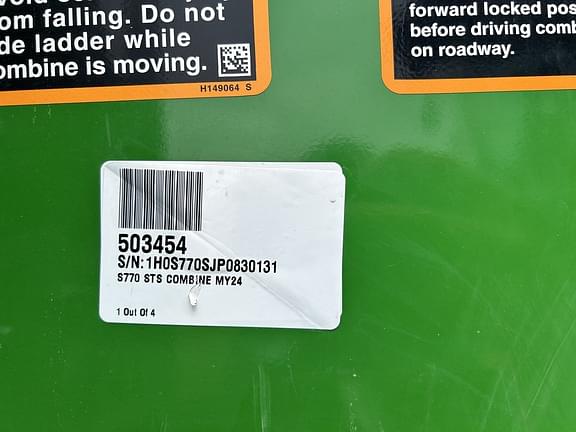 om falling. Do not
de ladder while
ombine is moving.
H149064 S
forward locked pos
before driving comb
on roadway.
503454
S/N:1H0S770SJP0830131
S770 STS COMBINE MY24
1 Out Of 4